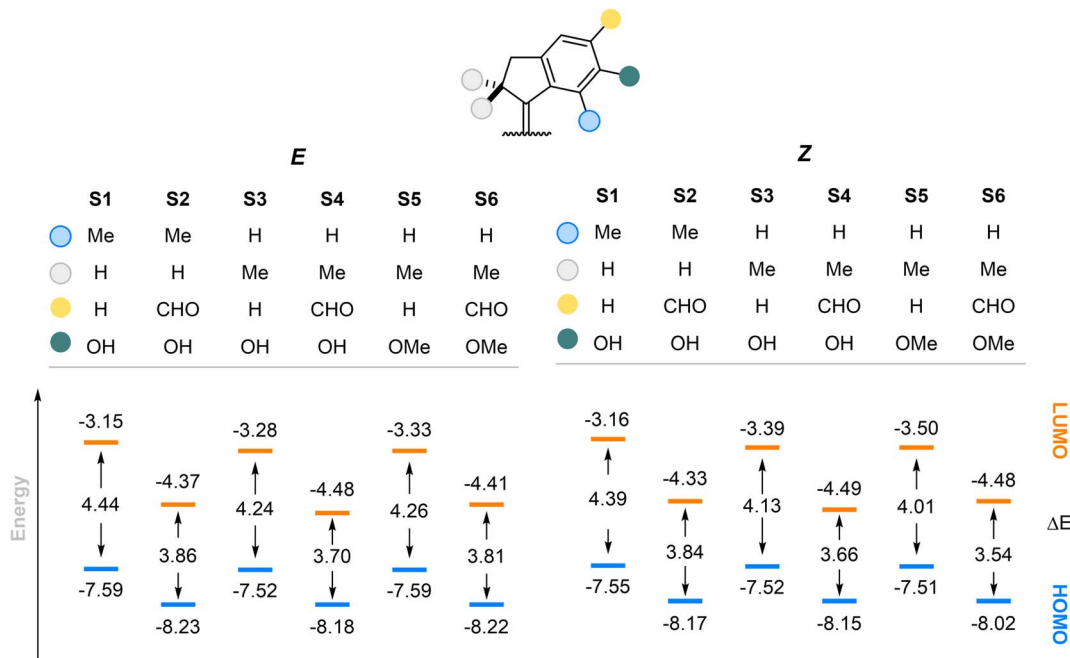 E Z
S1 S2 S3 S4 S5 S6 S1 S2 S3 S4 S5 S6
Me Me H H H H Me Me H H H H
H H Me Me Me Me H H Me Me Me Me
H CHO H CHO H CHO H CHO H CHO H CHO
OH OH OH OH OMe OMe OH OH OH OH OMe OMe
Energy
-3.15 -4.37 -3.28 -4.48 -3.33 -4.41 -3.16 -4.33 -3.39 -4.49 -3.50 -4.48
LUMO
4.44 3.86 4.24 3.70 4.26 3.81 4.39 3.84 4.13 3.66 4.01 3.54
ΔE
-7.59 -8.23 -7.52 -8.18 -7.59 -8.22 -7.55 -8.17 -7.52 -8.15 -7.51 -8.02
HOMO